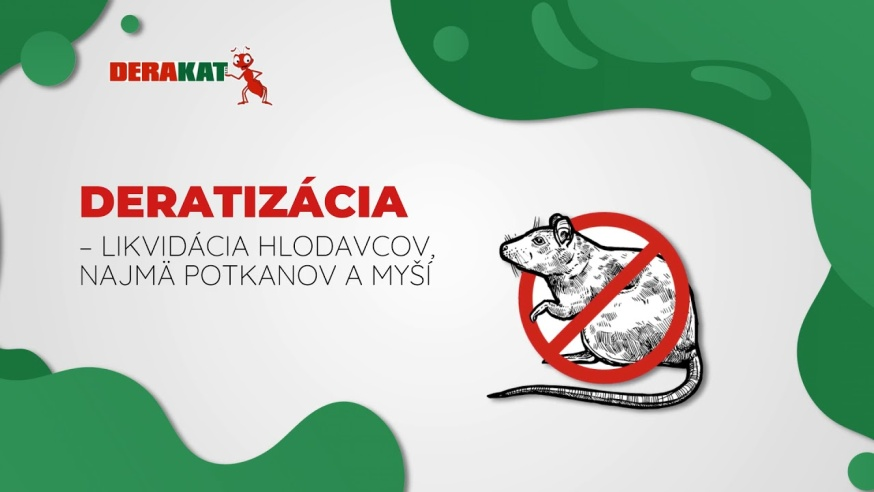 DERAKAT
DERATIZÁCIA
– LIKVIDÁCIA HLODAVCOV,
NAJMÄ POTKANOV A MYŠÍ